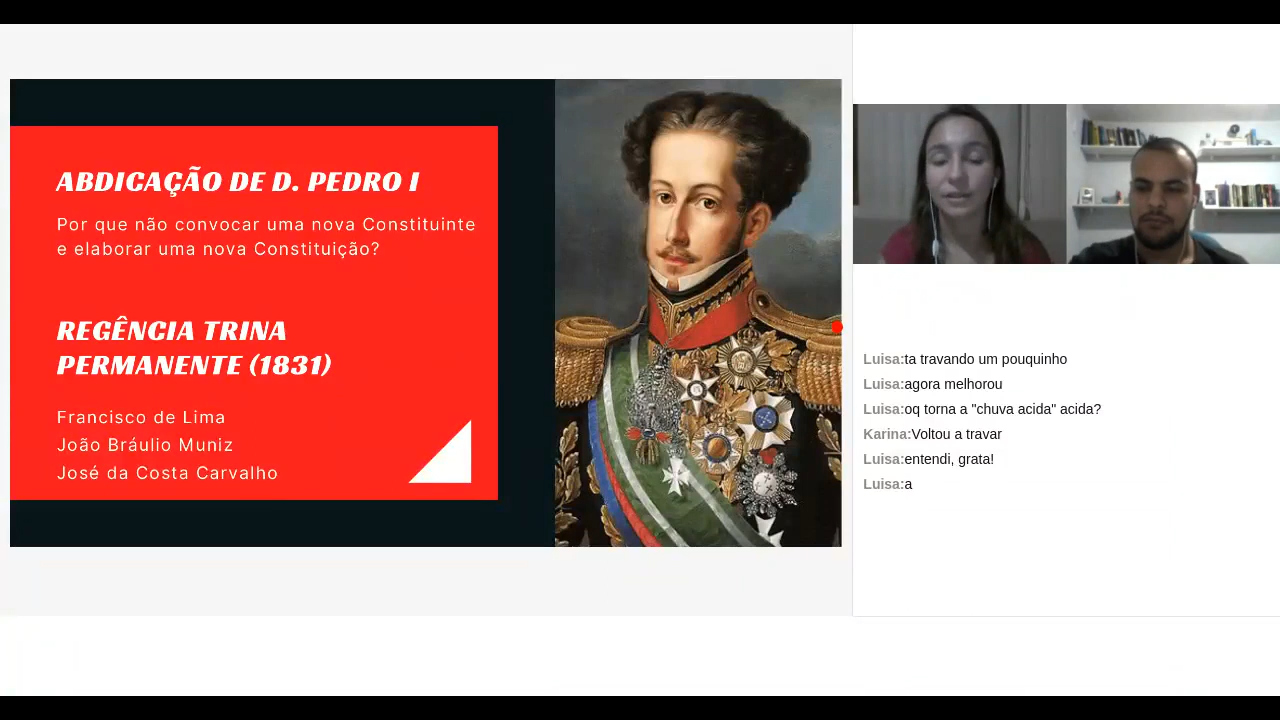 ABDICAÇÃO DE D. PEDRO I
Por que não convocar uma nova Constituinte
e elaborar uma nova Constituição?
REGÊNCIA TRINA
PERMANENTE (1831)
Francisco de Lima
João Bráulio Muniz
José da Costa Carvalho
Luisa:ta travando um pouquinho
Luisa:agora melhorou
Luisa:oq torna a "chuva acida" acida?
Karina:Voltou a travar
Luisa:entendi, grata!
Luisa:a